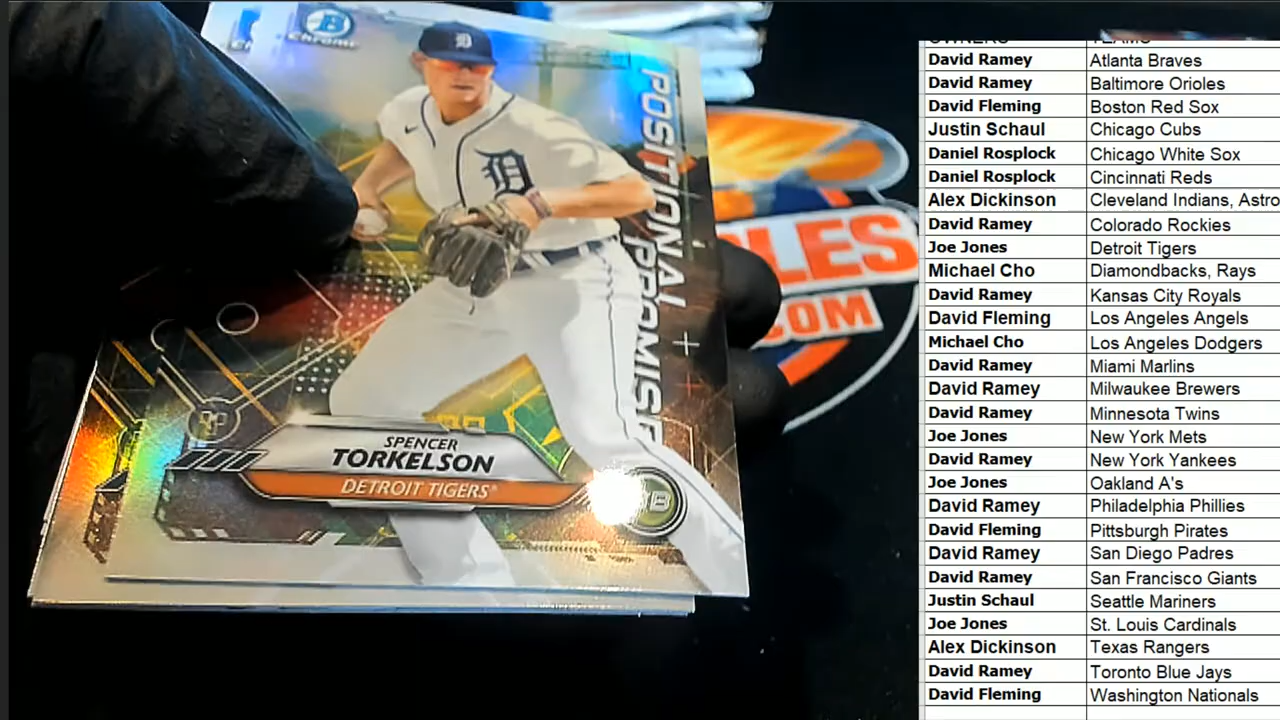 Chrome
POSITIONAL PROMISE
D
D
SPENCER
TORKELSON
DETROIT TIGERS
B
LES
.COM
OWNERS TEAMS
David Ramey Atlanta Braves
David Ramey Baltimore Orioles
David Fleming Boston Red Sox
Justin Schaul Chicago Cubs
Daniel Rosplock Chicago White Sox
Daniel Rosplock Cincinnati Reds
Alex Dickinson Cleveland Indians, Astro
David Ramey Colorado Rockies
Joe Jones Detroit Tigers
Michael Cho Diamondbacks, Rays
David Ramey Kansas City Royals
David Fleming Los Angeles Angels
Michael Cho Los Angeles Dodgers
David Ramey Miami Marlins
David Ramey Milwaukee Brewers
David Ramey Minnesota Twins
Joe Jones New York Mets
David Ramey New York Yankees
Joe Jones Oakland A's
David Ramey Philadelphia Phillies
David Fleming Pittsburgh Pirates
David Ramey San Diego Padres
David Ramey San Francisco Giants
Justin Schaul Seattle Mariners
Joe Jones St. Louis Cardinals
Alex Dickinson Texas Rangers
David Ramey Toronto Blue Jays
David Fleming Washington Nationals